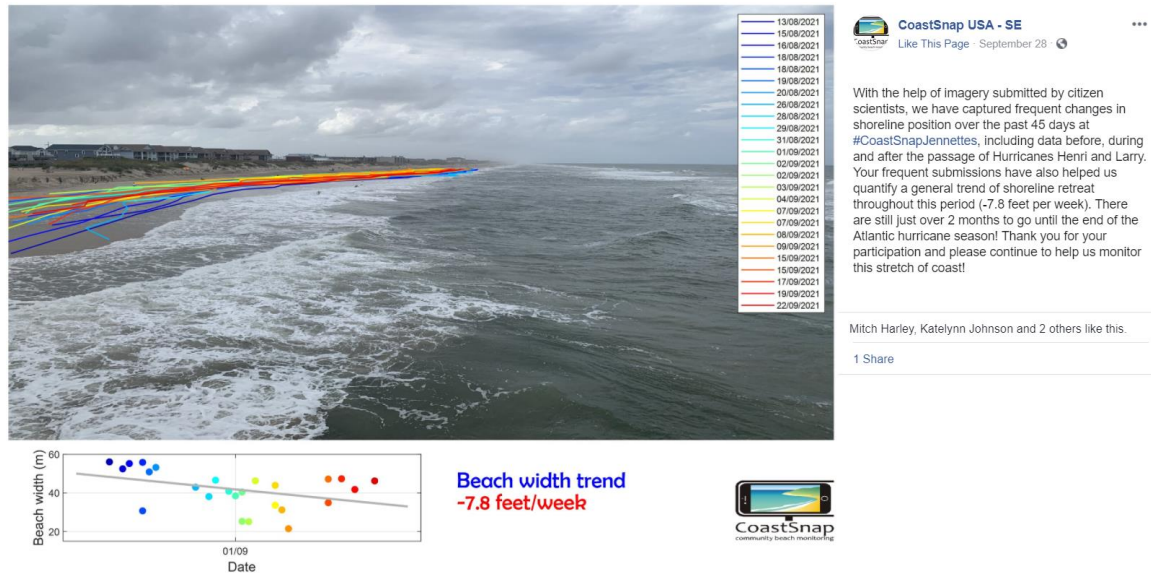 13/08/2021
15/08/2021
16/08/2021
18/08/2021
18/08/2021
19/08/2021
20/08/2021
26/08/2021
28/08/2021
29/08/2021
31/08/2021
01/09/2021
02/09/2021
02/09/2021
03/09/2021
04/09/2021
07/09/2021
07/09/2021
08/09/2021
09/09/2021
15/09/2021
15/09/2021
17/09/2021
19/09/2021
22/09/2021
CoastSnap
CoastSnap USA - SE
Like This Page · September 28 ·
With the help of imagery submitted by citizen
scientists, we have captured frequent changes in
shoreline position over the past 45 days at
#CoastSnapJennettes, including data before, during
and after the passage of Hurricanes Henri and Larry.
Your frequent submissions have also helped us
quantify a general trend of shoreline retreat
throughout this period (-7.8 feet per week). There
are still just over 2 months to go until the end of the
Atlantic hurricane season! Thank you for your
participation and please continue to help us monitor
this stretch of coast!
Mitch Harley, Katelynn Johnson and 2 others like this.
1 Share
Beach width (m)
60
40
20
01/09
Date
Beach width trend
-7.8 feet/week
CoastSnap
community beach monitoring